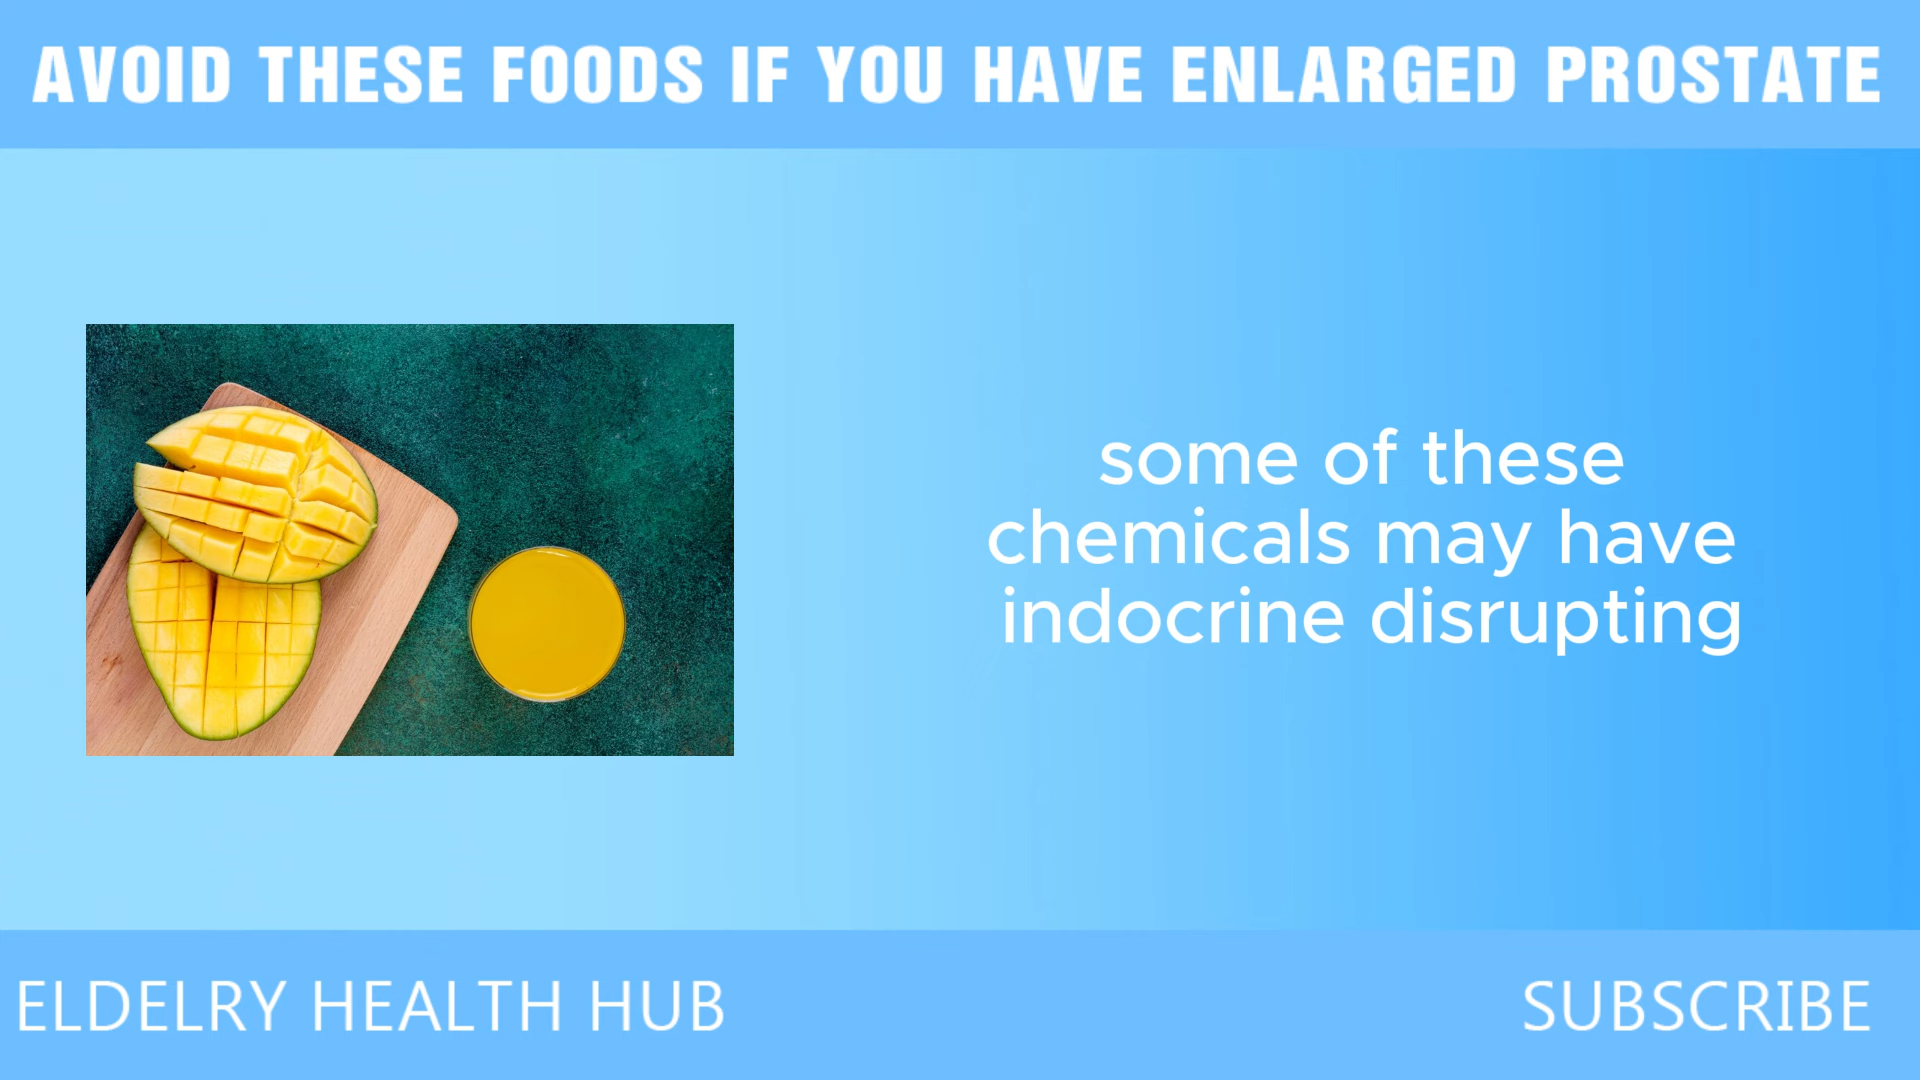 AVOID THESE FOODS IF YOU HAVE ENLARGED PROSTATE
some of these
chemicals may have
indocrine disrupting
ELDELRY HEALTH HUB
SUBSCRIBE